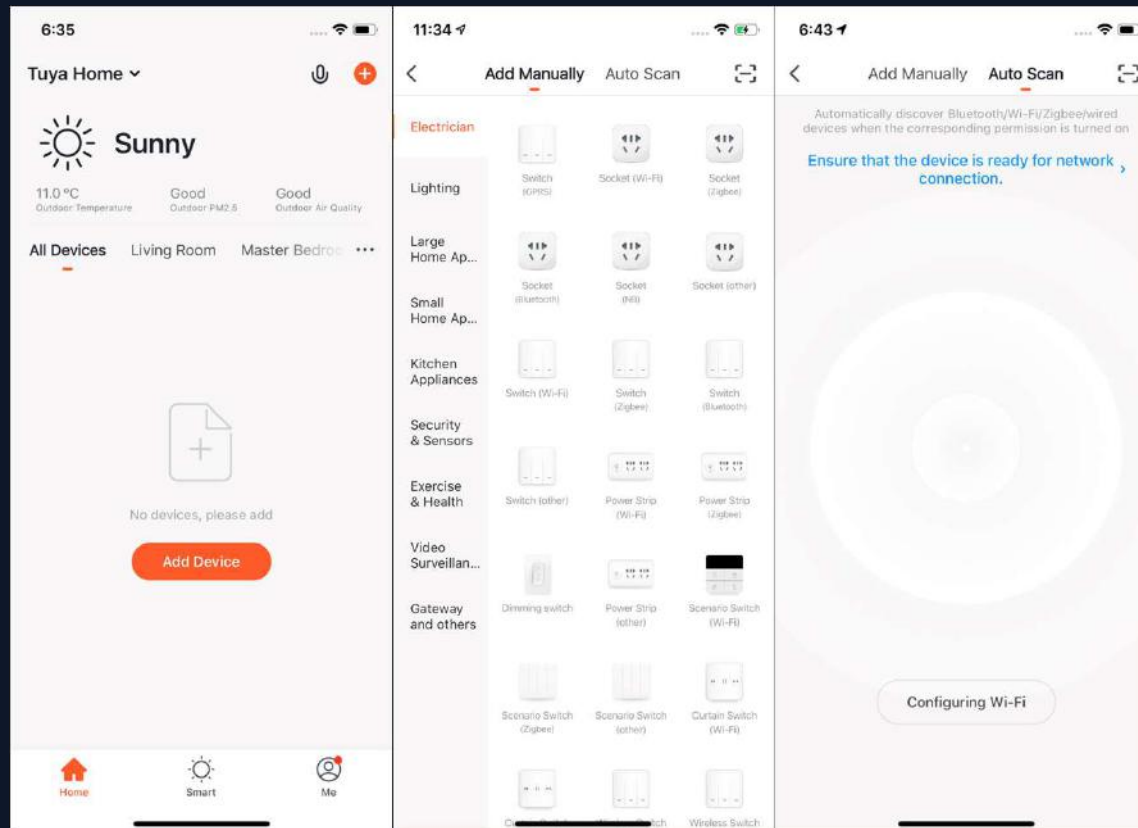 6:35
Tuya Home
Sunny
11.0 °C
Good
Good
Outdoor Temperature
Outdoor PM2.5
Outdoor Air Quality
All Devices
Living Room
Master Bedroo
No devices, please add
Add Device
Home
Smart
Me
11:34
Add Manually
Auto Scan
Electrician
Lighting
Large
Home Ap...
Small
Home Ap...
Kitchen
Appliances
Security
& Sensors
Exercise
& Health
Video
Surveillan...
Gateway
and others
Switch
(GPRS)
Socket (Wi-Fi)
Socket
(Zigbee)
Socket
(Bluetooth)
Socket
(NB)
Socket (other)
Switch (Wi-Fi)
Switch
(Zigbee)
Switch
(Bluetooth)
Switch (other)
Power Strip
(Wi-Fi)
Power Strip
(Zigbee)
Dimming switch
Power Strip
(other)
Scenario Switch
(Wi-Fi)
Scenario Switch
(Zigbee)
Scenario Switch
(other)
Curtain Switch
(Wi-Fi)
Wireless Switch
6:43
Add Manually
Auto Scan
Automatically discover Bluetooth/Wi-Fi/Zigbee/wired
devices when the corresponding permission is turned on
Ensure that the device is ready for network
connection.
Configuring Wi-Fi